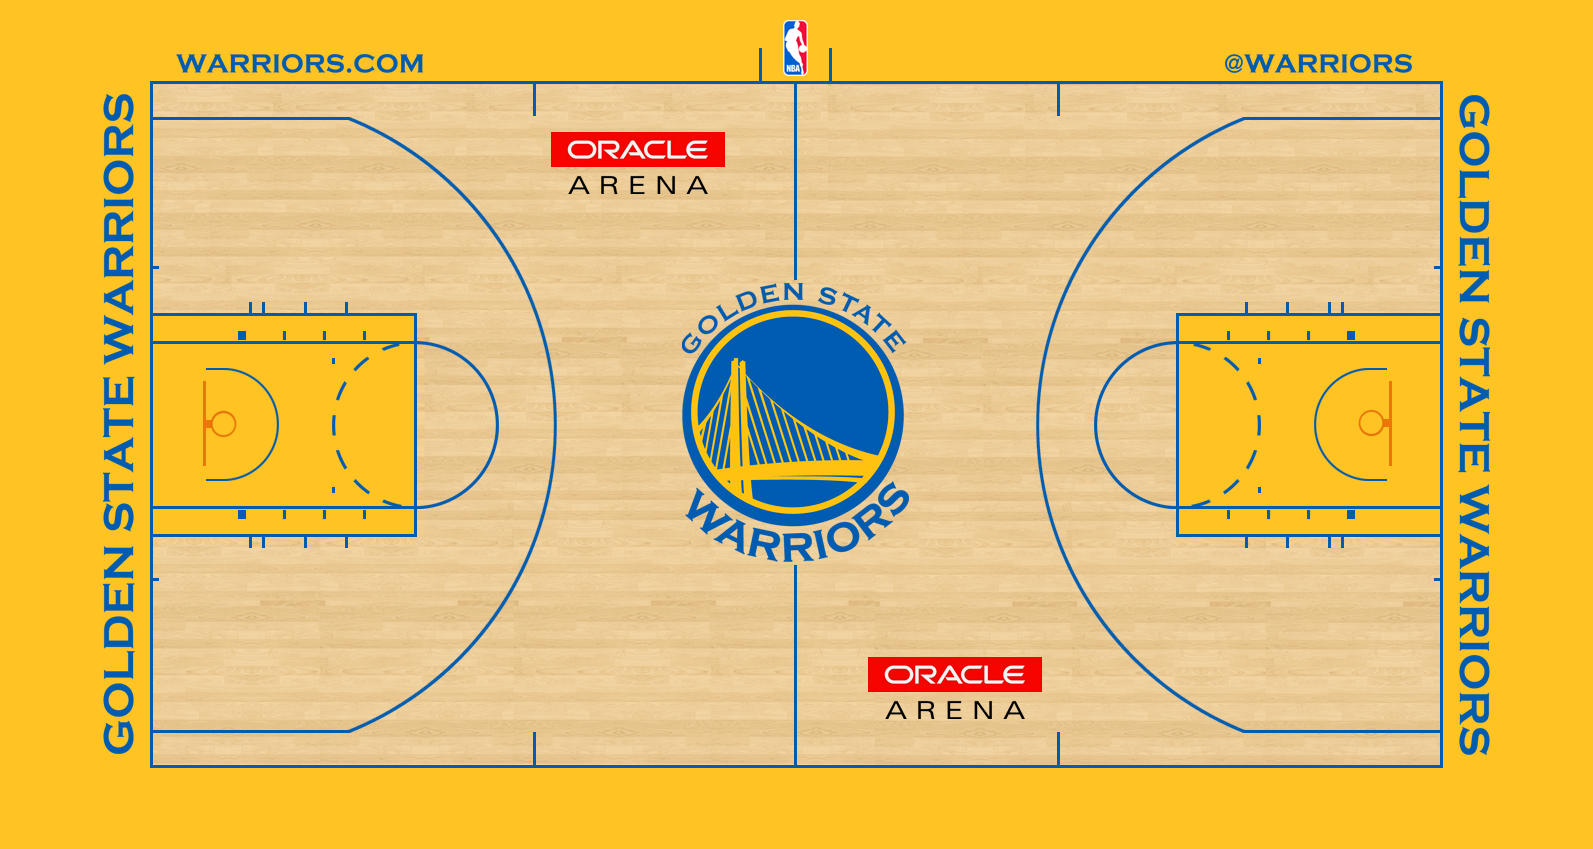 NBA
WARRIORS.COM
@WARRIORS
GOLDEN STATE WARRIORS
GOLDEN STATE WARRIORS
ORACLE
ARENA
GOLDEN STATE
WARRIORS
ORACLE
ARENA